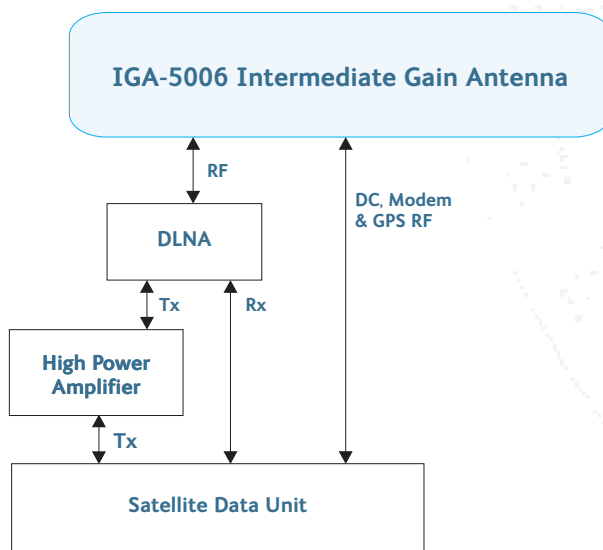 IGA-5006 Intermediate Gain Antenna
RF
DC, Modem
& GPS RF
DLNA
Tx
Rx
High Power
Amplifier
Tx
Satellite Data Unit